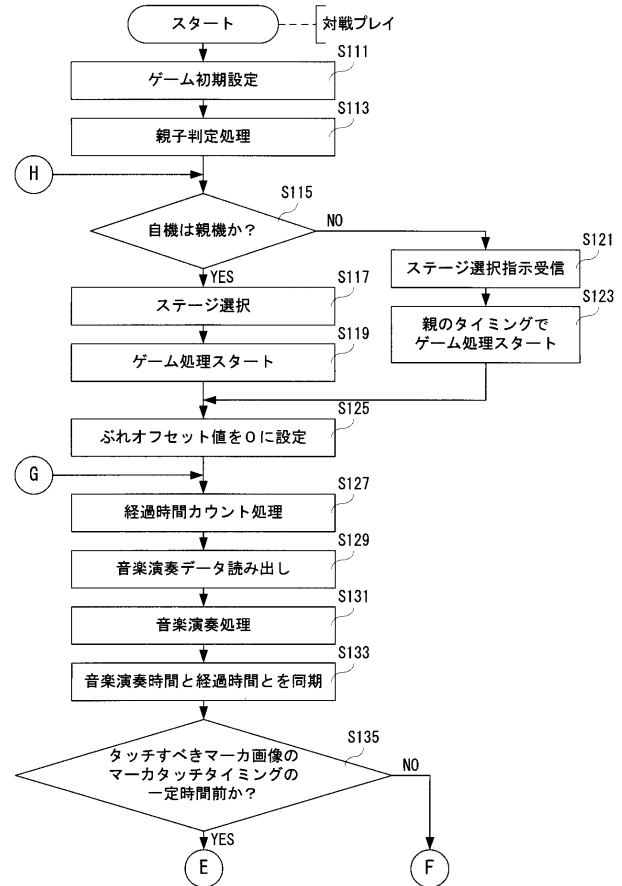 スタート
対戦プレイ
S111
ゲーム初期設定
S113
親子判定処理
H
S115
自機は親機か？
NO
YES
S117
ステージ選択
S121
ステージ選択指示受信
S119
ゲーム処理スタート
S123
親のタイミングで
ゲーム処理スタート
S125
ぶれオフセット値を０に設定
G
S127
経過時間カウント処理
S129
音楽演奏データ読み出し
S131
音楽演奏処理
S133
音楽演奏時間と経過時間とを同期
S135
タッチすべきマーカ画像の
マーカタッチタイミングの
一定時間前か？
NO
YES
E
F